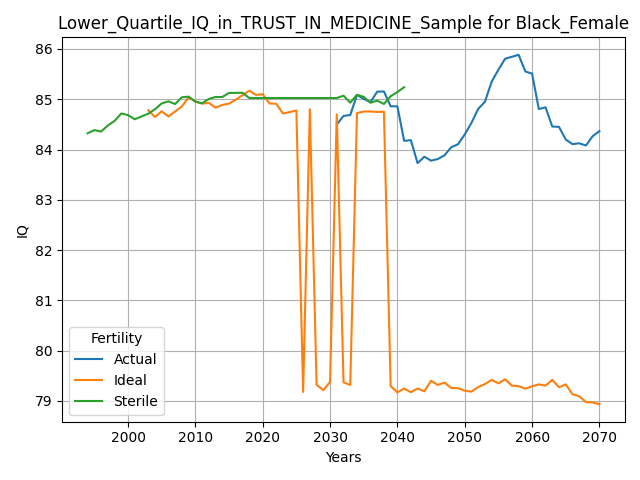 Lower_Quartile_IQ_in_TRUST_IN_MEDICINE_Sample for Black_Female
86
85
84
83
82
81
80
79
IQ
Fertility
Actual
Ideal
Sterile
2000
2010
2020
2030
2040
2050
2060
2070
Years